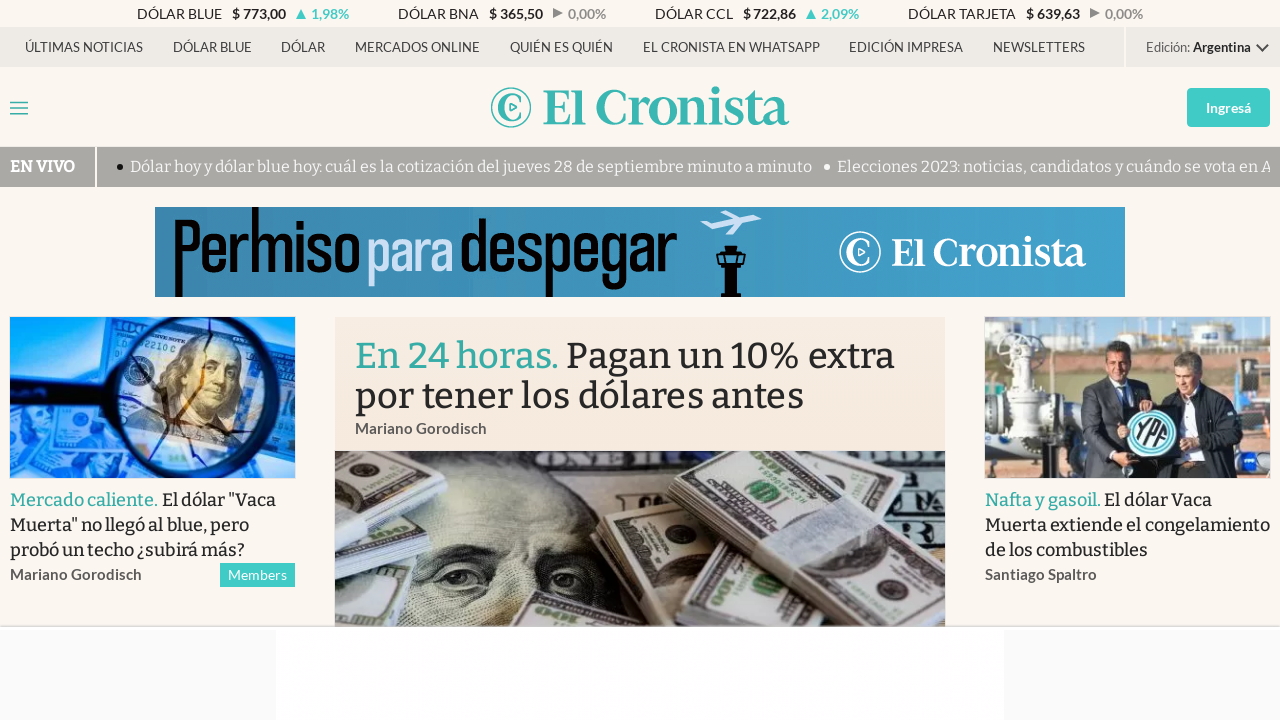 DÓLAR BLUE $ 773,00 1,98% DÓLAR BNA $ 365,50 0,00% DÓLAR CCL $ 722,86 2,09% DÓLAR TARJETA $ 639,63 0,00%
ÚLTIMAS NOTICIAS DÓLAR BLUE DÓLAR MERCADOS ONLINE QUIÉN ES QUIÉN EL CRONISTA EN WHATSAPP EDICIÓN IMPRESA NEWSLETTERS Edición: Argentina
El Cronista
Ingresá
EN VIVO Dólar hoy y dólar blue hoy: cuál es la cotización del jueves 28 de septiembre minuto a minuto Elecciones 2023: noticias, candidatos y cuándo se vota en A
Permiso para despegar El Cronista
En 24 horas. Pagan un 10% extra
por tener los dólares antes
Mariano Gorodisch
Mercado caliente. El dólar "Vaca
Muerta" no llegó al blue, pero
probó un techo ¿subirá más?
Mariano Gorodisch Members
YPF
Nafta y gasoil. El dólar Vaca
Muerta extiende el congelamiento
de los combustibles
Santiago Spaltro